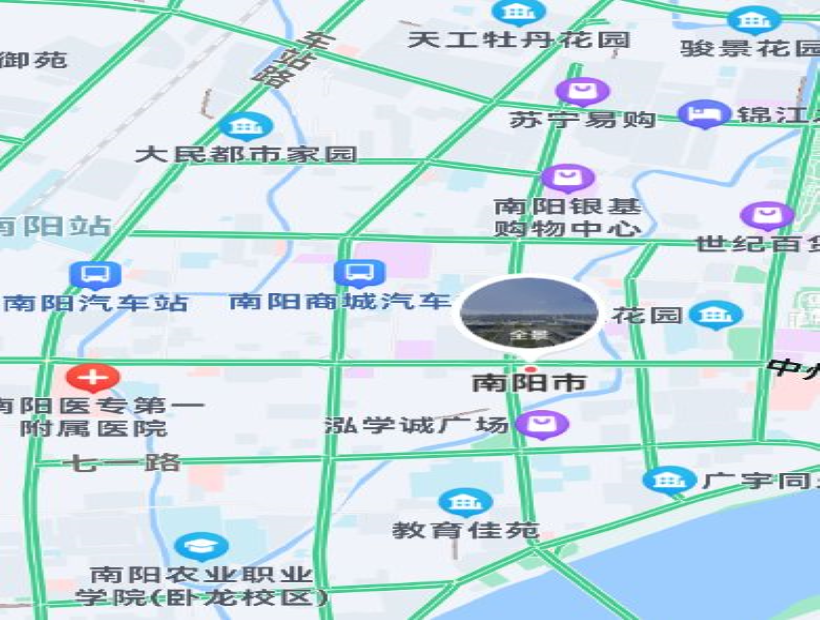 天工牡丹花园
骏景花园
御苑
车站路
苏宁易购
锦江
大民都市家园
南阳银基
购物中心
南阳站
世纪百货
南阳汽车站
南阳商城汽车
花园
全景
中州
南阳市
南阳医专第一
附属医院
泓学诚广场
七一路
广宇同
教育佳苑
南阳农业职业
学院(卧龙校区)